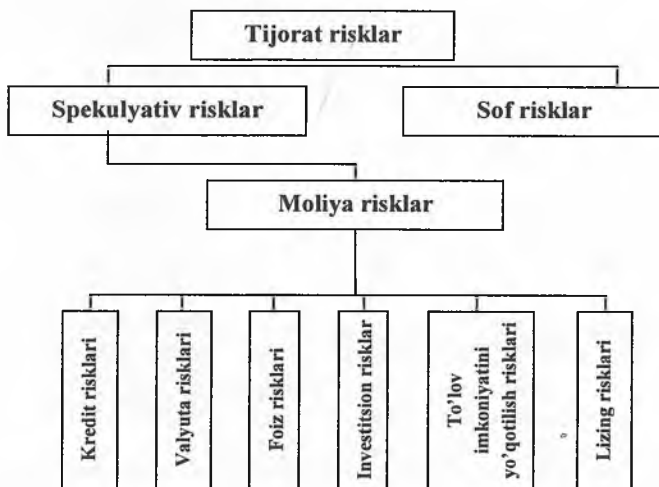 Tijorat risklar
Spekulyativ risklar
Sof risklar
Moliya risklar
Kredit risklari
Valyuta risklari
Foiz risklari
Investitsion risklar
To'lov
imkoniyatini
yo'qotilish risklari
Lizing risklari